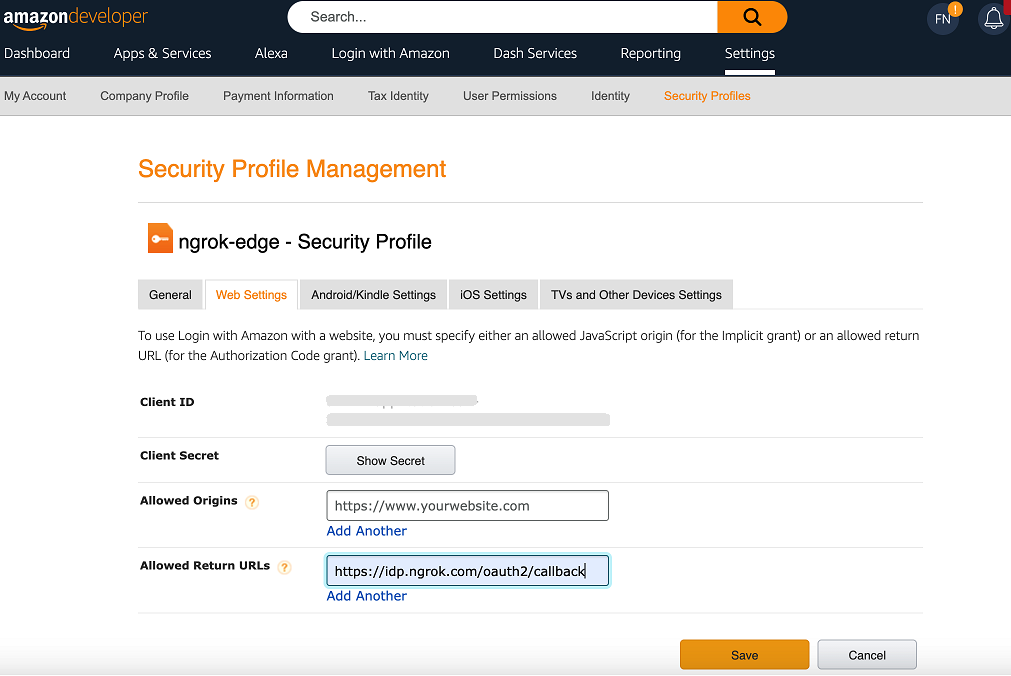 amazondeveloper
Search...
FN
!
Dashboard Apps & Services Alexa Login with Amazon Dash Services Reporting Settings
My Account Company Profile Payment Information Tax Identity User Permissions Identity Security Profiles
Security Profile Management
ngrok-edge - Security Profile
General Web Settings Android/Kindle Settings iOS Settings TVs and Other Devices Settings
To use Login with Amazon with a website, you must specify either an allowed JavaScript origin (for the Implicit grant) or an allowed return
URL (for the Authorization Code grant). Learn More
Client ID
Client Secret Show Secret
Allowed Origins ? https://www.yourwebsite.com
Add Another
Allowed Return URLs ? https://idp.ngrok.com/oauth2/callback
Add Another
Save Cancel